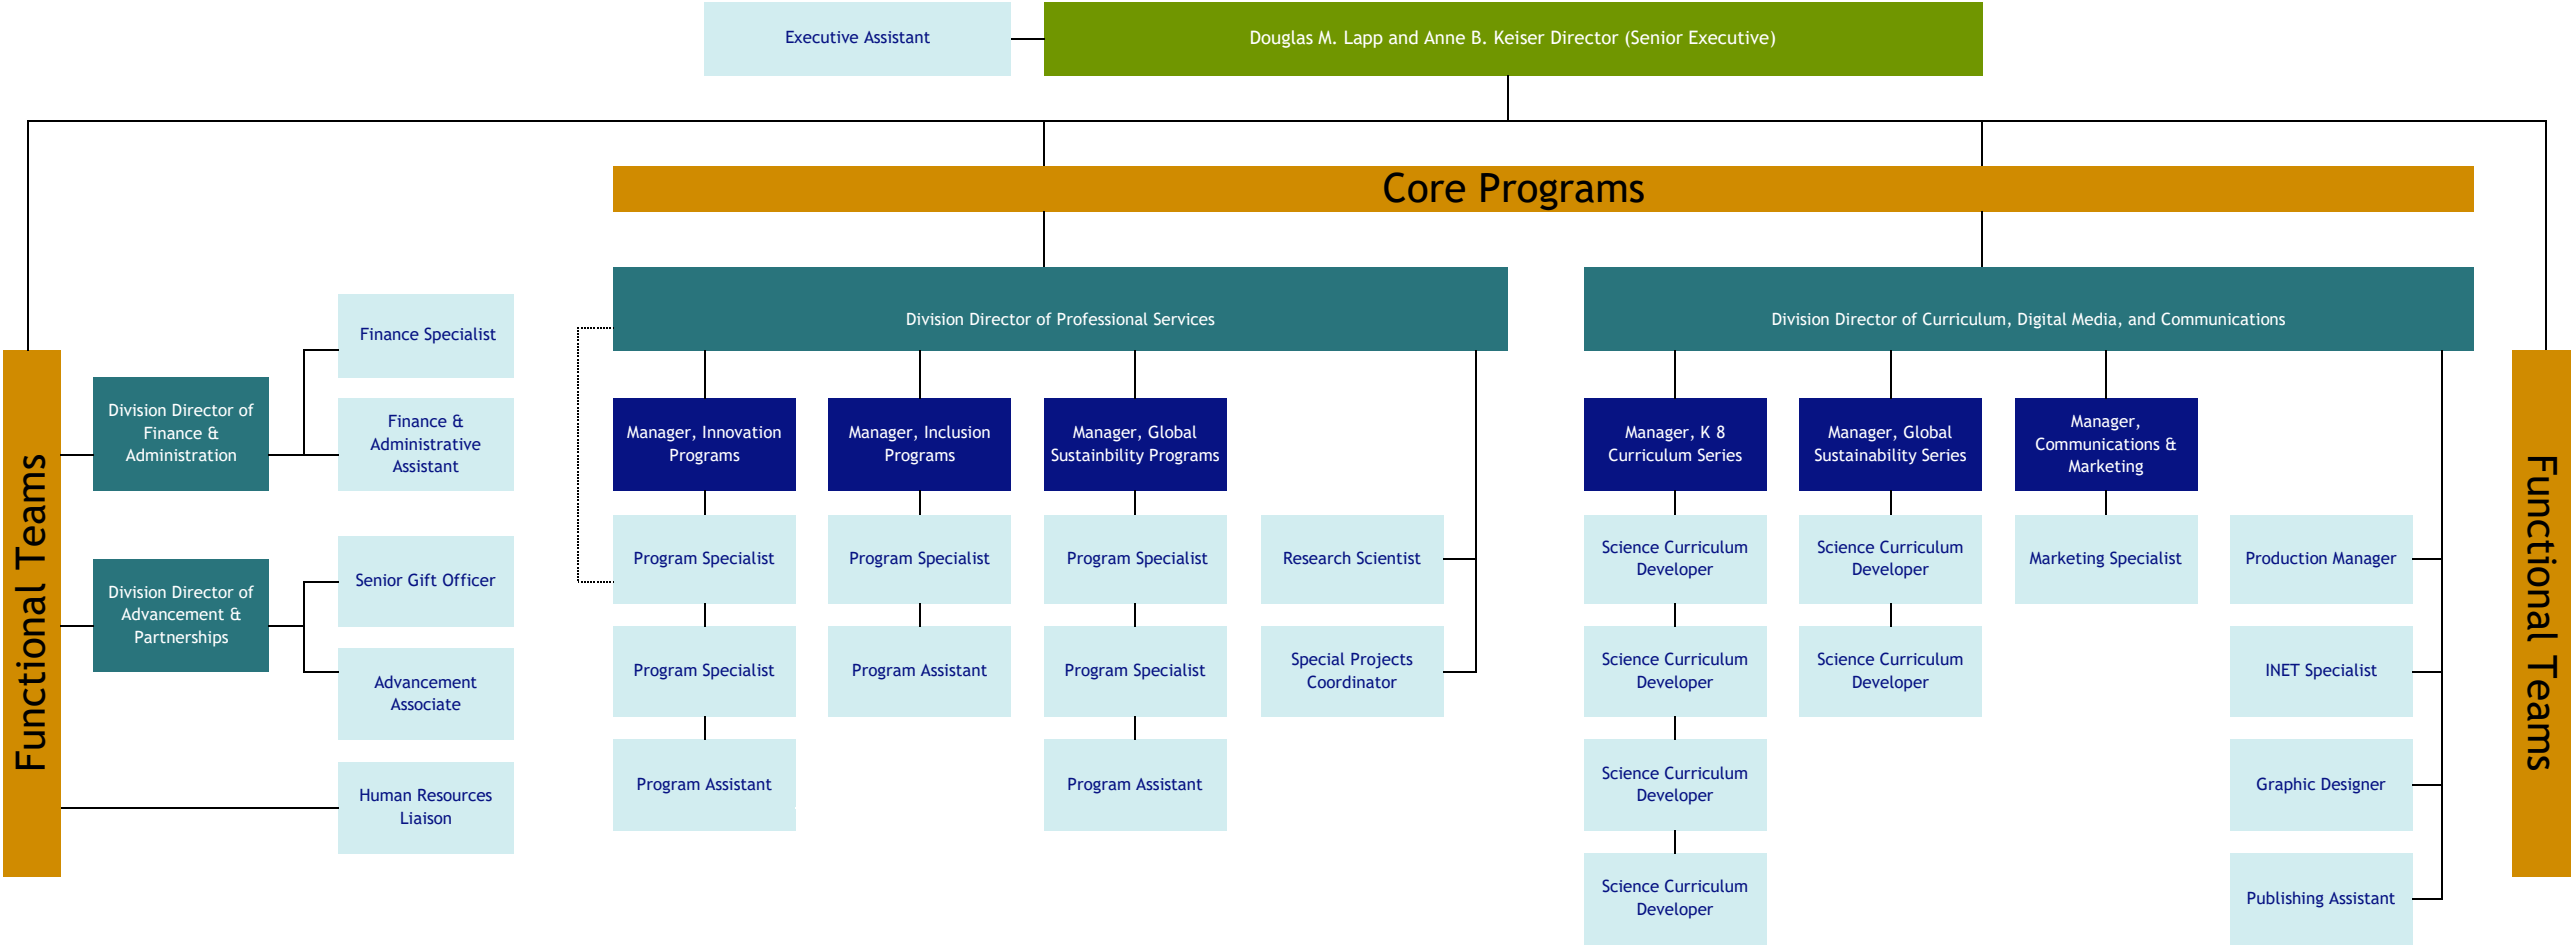 Executive Assistant
Douglas M. Lapp and Anne B. Keiser Director (Senior Executive)
Core Programs
Functional Teams
Division Director of
Finance &
Administration
Finance Specialist
Finance &
Administrative
Assistant
Division Director of
Advancement &
Partnerships
Senior Gift Officer
Advancement
Associate
Human Resources
Liaison
Division Director of Professional Services
Manager, Innovation
Programs
Program Specialist
Program Specialist
Program Assistant
Manager, Inclusion
Programs
Program Specialist
Program Assistant
Manager, Global
Sustainbility Programs
Program Specialist
Program Specialist
Program Assistant
Research Scientist
Special Projects
Coordinator
Division Director of Curriculum, Digital Media, and Communications
Manager, K 8
Curriculum Series
Science Curriculum
Developer
Science Curriculum
Developer
Science Curriculum
Developer
Science Curriculum
Developer
Manager, Global
Sustainability Series
Science Curriculum
Developer
Science Curriculum
Developer
Manager,
Communications &
Marketing
Marketing Specialist
Production Manager
INET Specialist
Graphic Designer
Publishing Assistant
Functional Teams